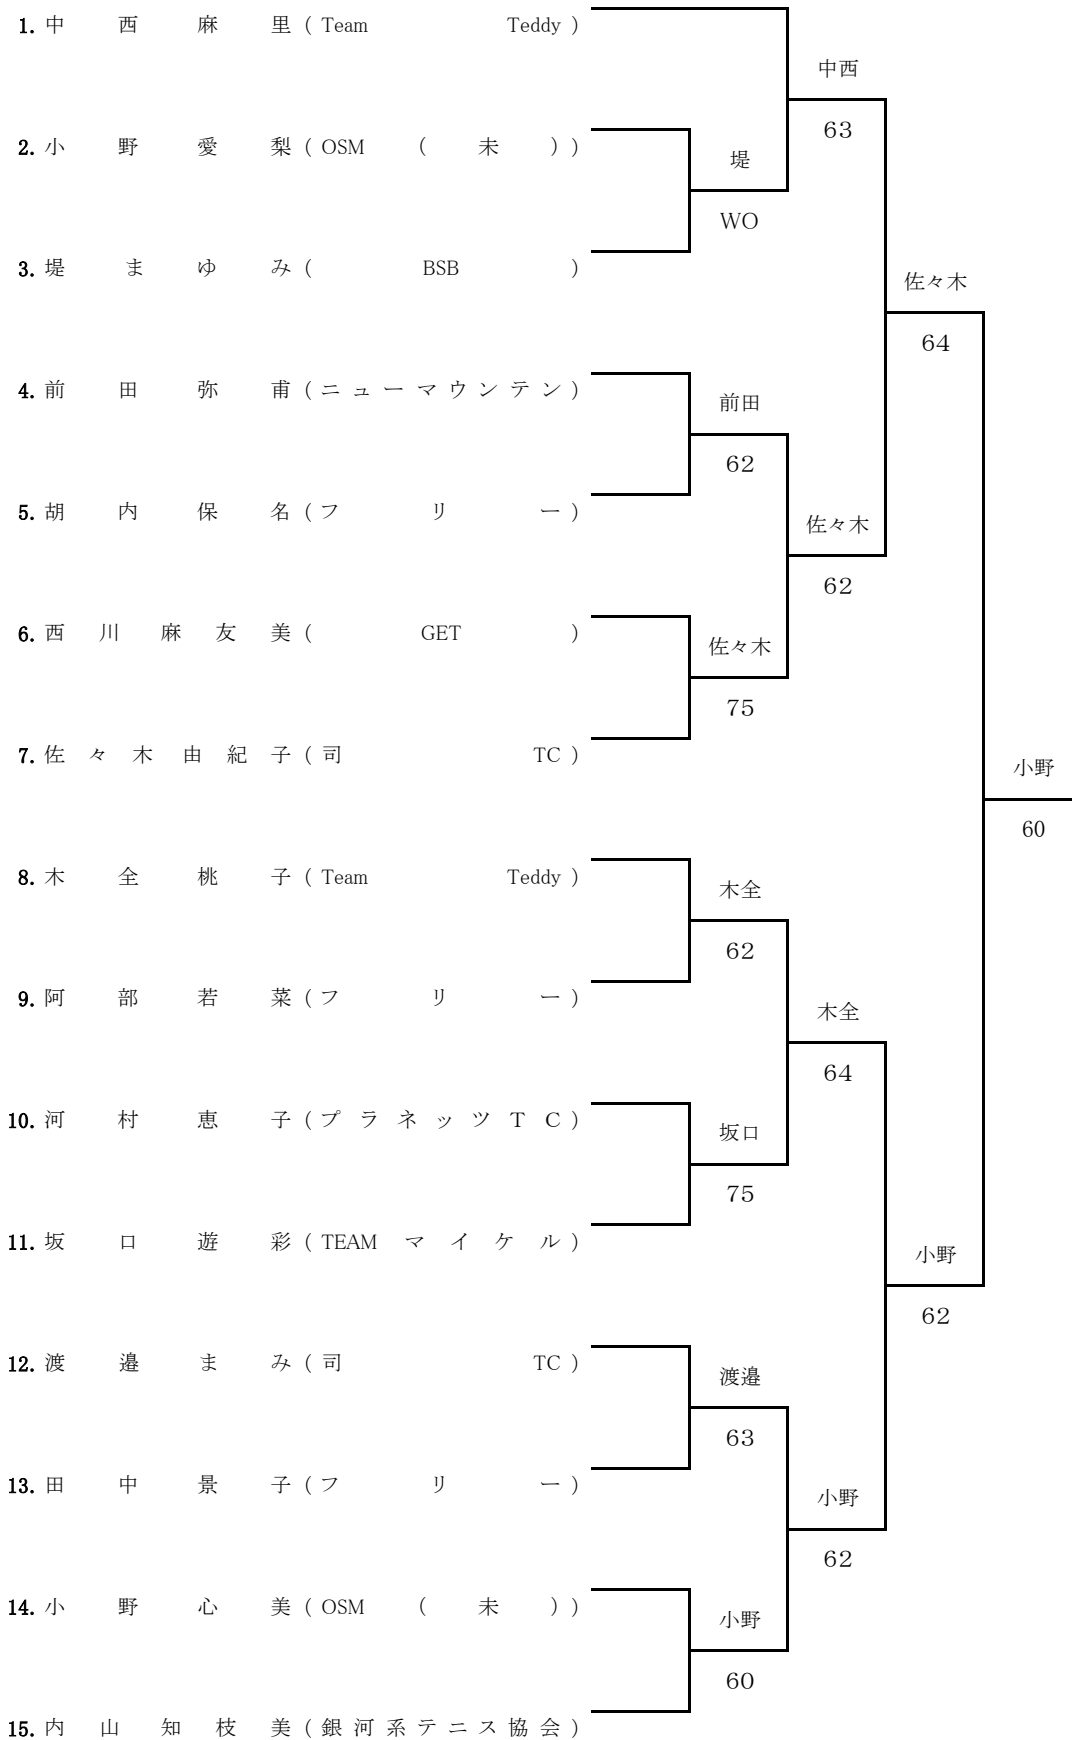 1. 中西麻里 ( Team Teddy )
中西
63
2. 小野愛梨 ( OSM ( 未 ) )
堤
WO
3. 堤まゆみ ( BSB )
佐々木
64
4. 前田弥甫 ( ニューマウンテン )
前田
62
5. 胡内保名 ( フリー )
佐々木
62
6. 西川麻友美 ( GET )
佐々木
75
7. 佐々木由紀子 ( 司 TC )
小野
60
8. 木全桃子 ( Team Teddy )
木全
62
9. 阿部若菜 ( フリー )
木全
64
10. 河村恵子 ( プラネッツTC )
坂口
75
11. 坂口遊彩 ( TEAM マイケル )
小野
62
12. 渡邉まみ ( 司 TC )
渡邉
63
13. 田中景子 ( フリー )
小野
62
14. 小野心美 ( OSM ( 未 ) )
小野
60
15. 内山知枝美 ( 銀河系テニス協会 )